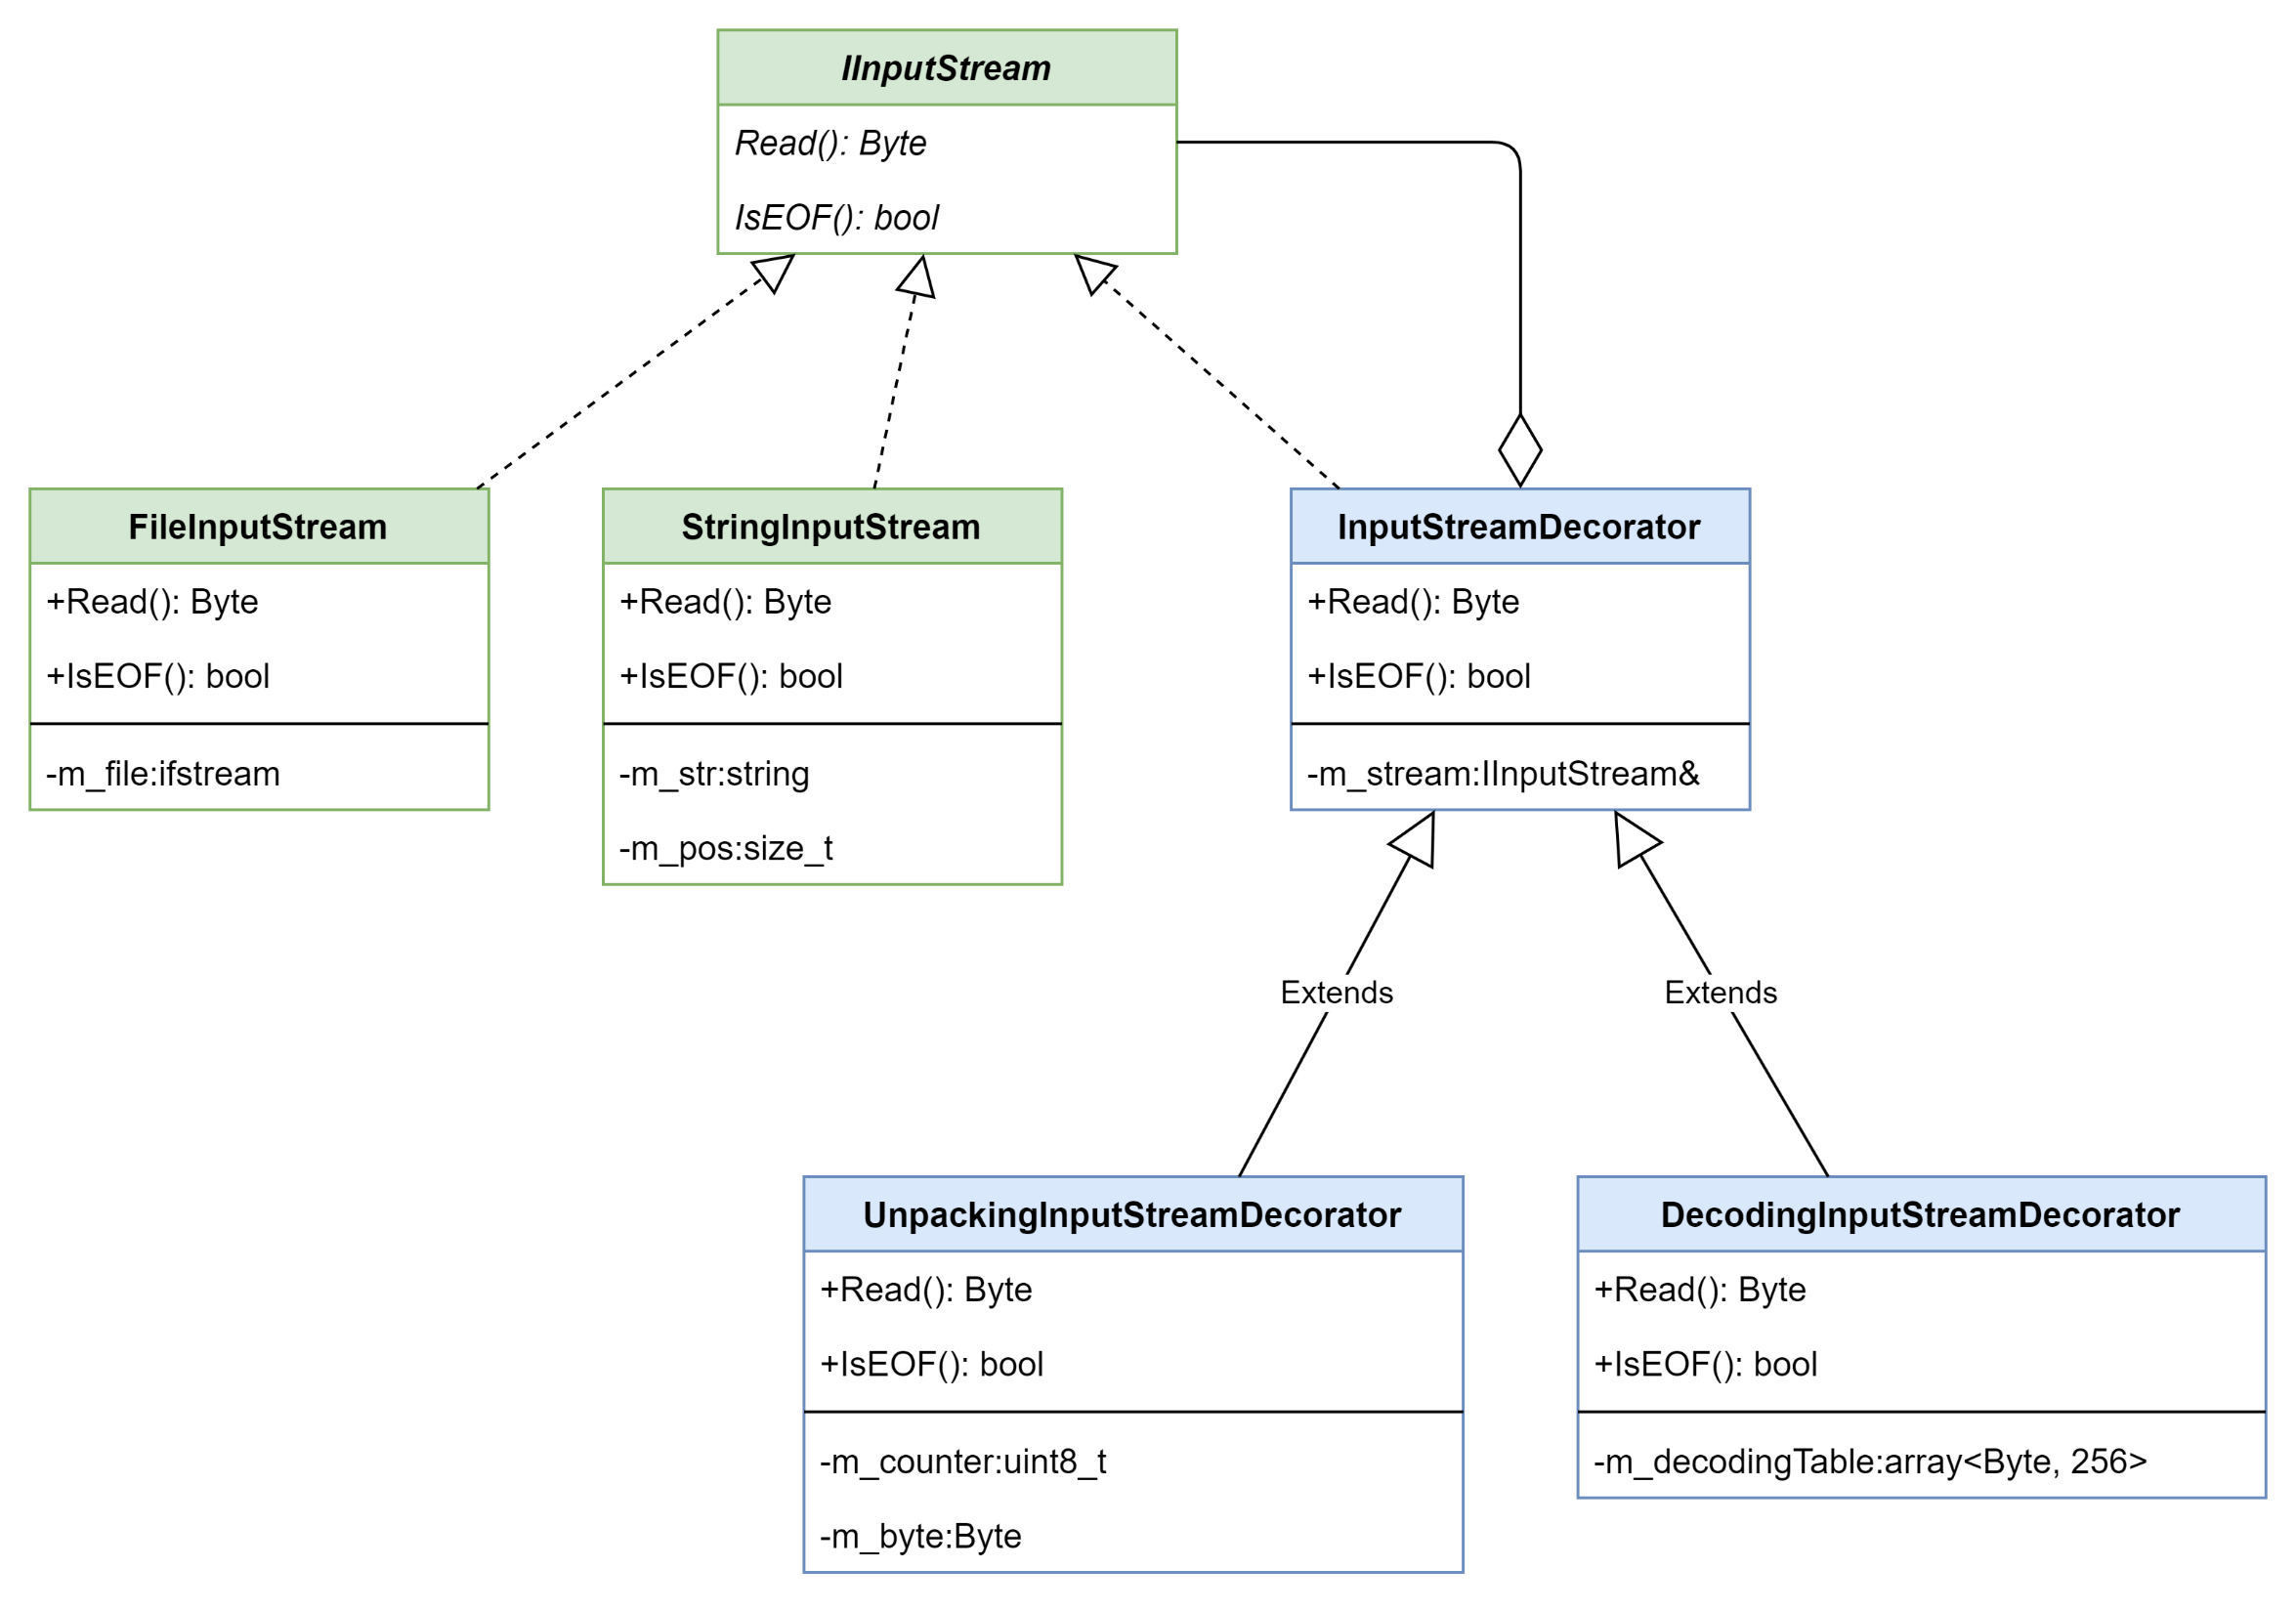 IInputStream
Read(): Byte
IsEOF(): bool
FileInputStream
+Read(): Byte
+IsEOF(): bool
-m_file:ifstream
StringInputStream
+Read(): Byte
+IsEOF(): bool
-m_str:string
-m_pos:size_t
InputStreamDecorator
+Read(): Byte
+IsEOF(): bool
-m_stream:IInputStream&
Extends
Extends
UnpackingInputStreamDecorator
+Read(): Byte
+IsEOF(): bool
-m_counter:uint8_t
-m_byte:Byte
DecodingInputStreamDecorator
+Read(): Byte
+IsEOF(): bool
-m_decodingTable:array<Byte, 256>